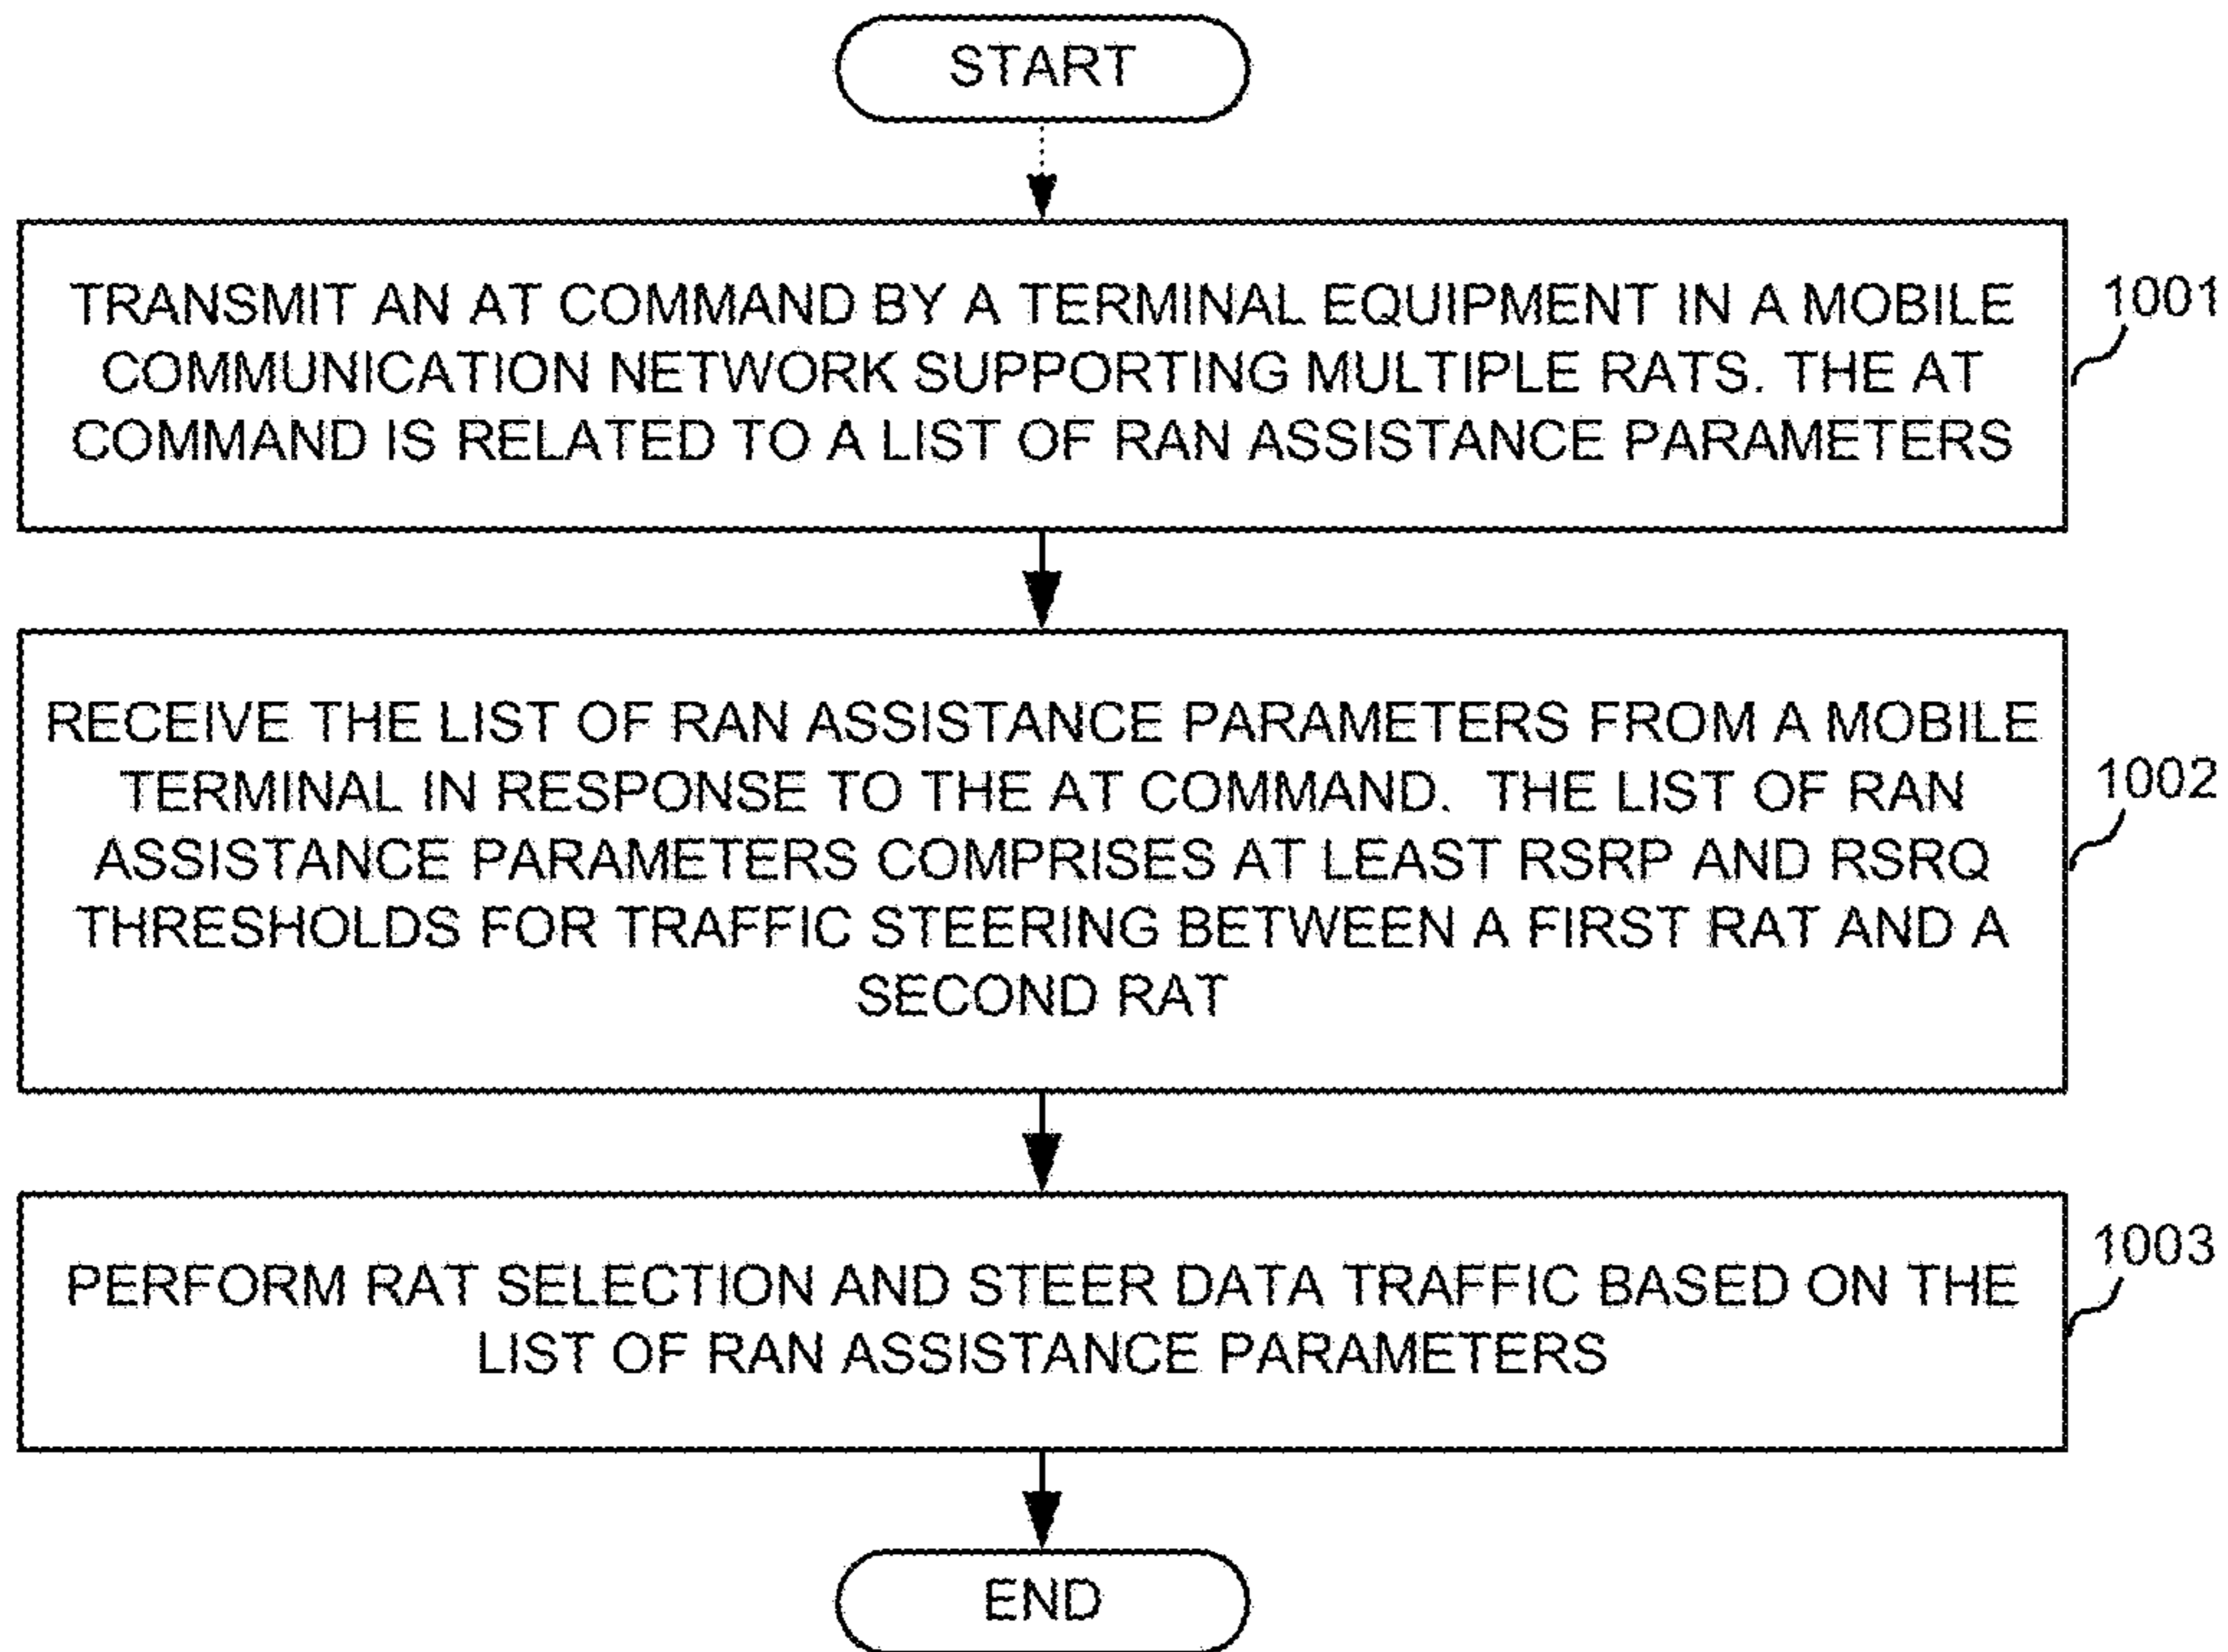 START
TRANSMIT AN AT COMMAND BY A TERMINAL EQUIPMENT IN A MOBILE
COMMUNICATION NETWORK SUPPORTING MULTIPLE RATS. THE AT
COMMAND IS RELATED TO A LIST OF RAN ASSISTANCE PARAMETERS
1001
RECEIVE THE LIST OF RAN ASSISTANCE PARAMETERS FROM A MOBILE
TERMINAL IN RESPONSE TO THE AT COMMAND. THE LIST OF RAN
ASSISTANCE PARAMETERS COMPRISES AT LEAST RSRP AND RSRQ
THRESHOLDS FOR TRAFFIC STEERING BETWEEN A FIRST RAT AND A
SECOND RAT
1002
PERFORM RAT SELECTION AND STEER DATA TRAFFIC BASED ON THE
LIST OF RAN ASSISTANCE PARAMETERS
1003
END